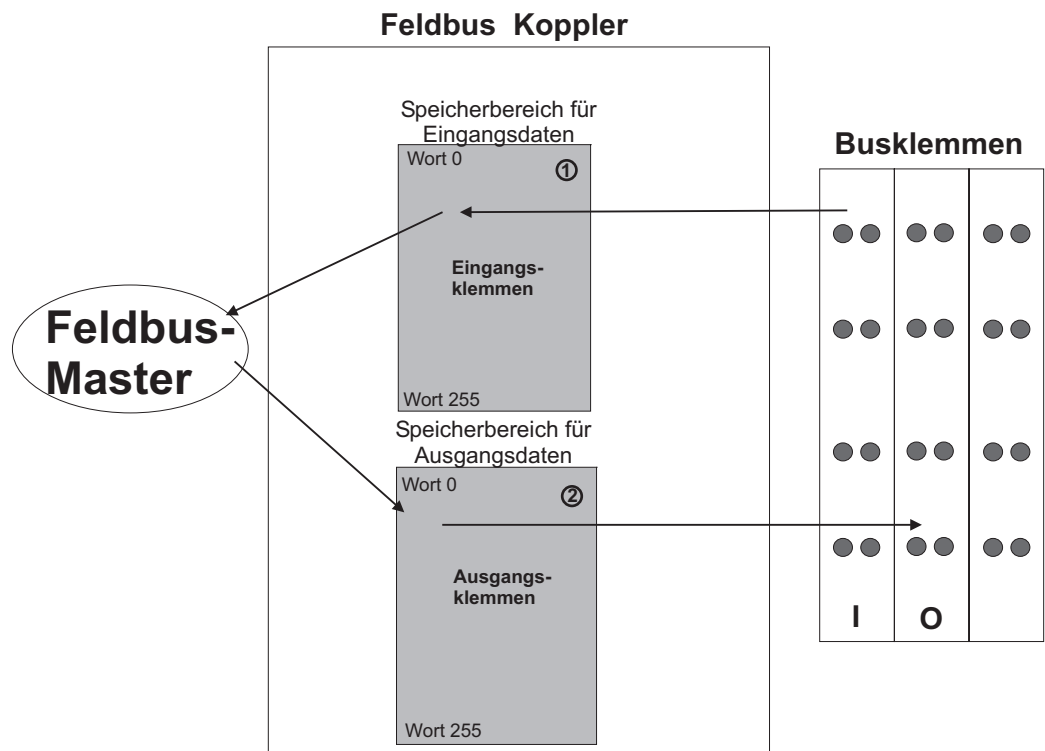 Feldbus Koppler
Speicherbereich für
Eingangsdaten
Wort 0
①
Eingangs-
klemmen
Wort 255
Speicherbereich für
Ausgangsdaten
Wort 0
②
Ausgangs-
klemmen
Wort 255
Feldbus-
Master
Busklemmen
I O